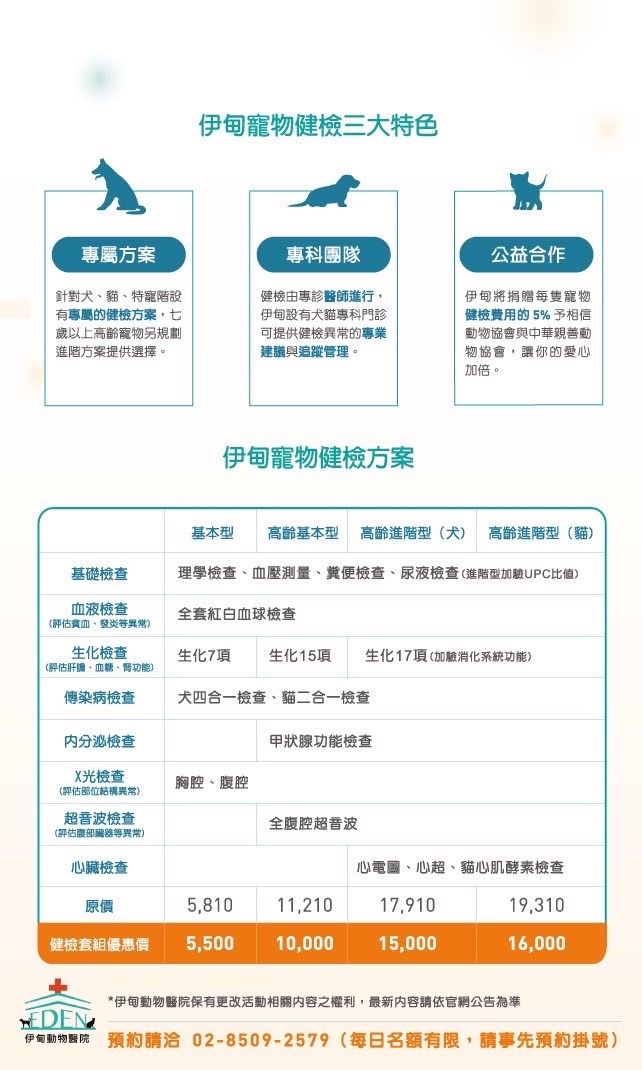 伊甸寵物健檢三大特色
專屬方案
針對犬、貓、特寵階設
有專屬的健檢方案，七
歲以上高齡寵物另規劃
進階方案提供選擇。
專科團隊
健檢由專診醫師進行，
伊甸設有犬貓專科門診
可提供健檢異常的專業
建議與追蹤管理。
公益合作
伊甸將捐贈每隻寵物
健檢費用的 5% 予相信
動物協會與中華親善動
物協會，讓你的愛心
加倍。
伊甸寵物健檢方案
基本型 高齡基本型 高齡進階型（犬） 高齡進階型（貓）
基礎檢查 理學檢查、血壓測量、糞便檢查、尿液檢查(進階型加驗UPC比值)
血液檢查 全套紅白血球檢查
(評估貧血、發炎等異常)
生化檢查 生化7項 生化15項 生化17項(加驗消化系統功能)
(評估肝膽、血糖、腎功能)
傳染病檢查 犬四合一檢查、貓二合一檢查
內分泌檢查 甲狀腺功能檢查
X光檢查 胸腔、腹腔
(評估部位結構異常)
超音波檢查 全腹腔超音波
(評估腹部臟器等異常)
心臟檢查 心電圖、心超、貓心肌酵素檢查
原價 5,810 11,210 17,910 19,310
健檢套組優惠價 5,500 10,000 15,000 16,000
EDEN
伊甸動物醫院
*伊甸動物醫院保有更改活動相關內容之權利，最新內容請依官網公告為準
預約請洽 02-8509-2579（每日名額有限，請事先預約掛號）